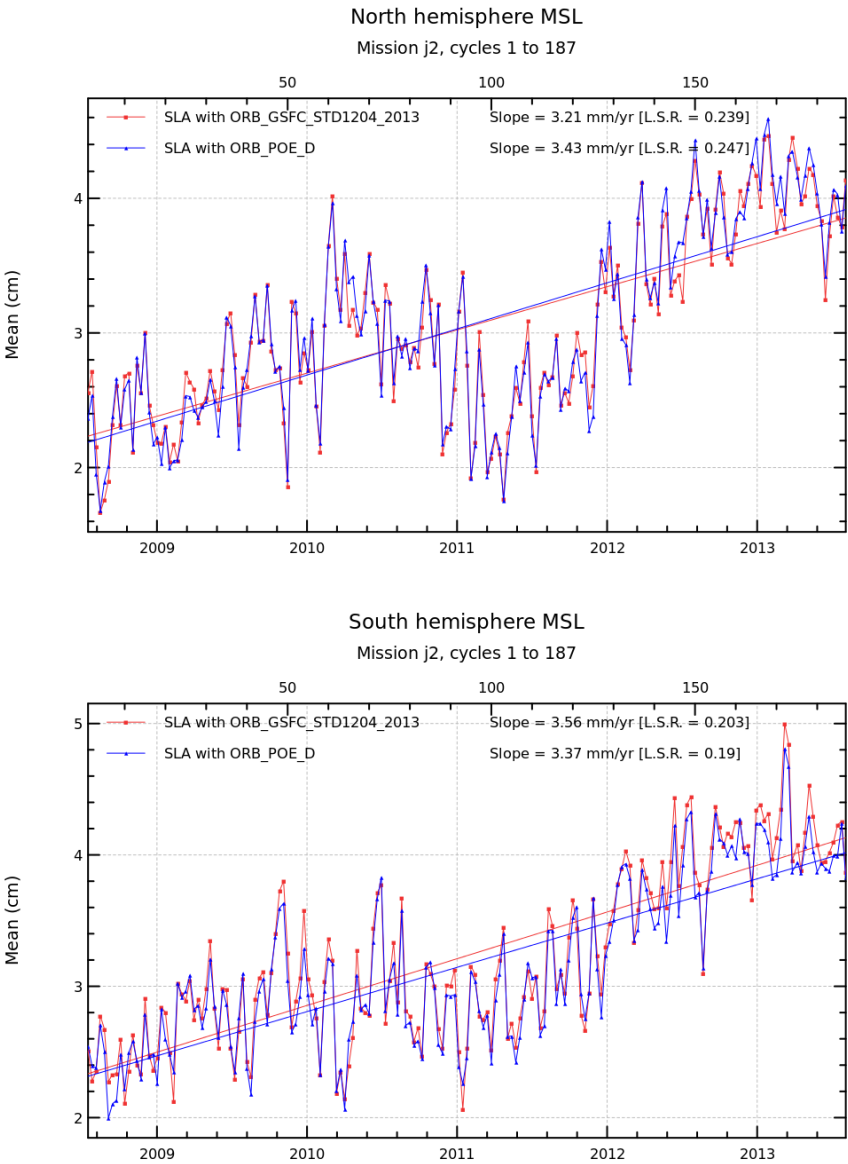 North hemisphere MSL
Mission j2, cycles 1 to 187
50 100 150
SLA with ORB_GSFC_STD1204_2013 Slope = 3.21 mm/yr [L.S.R. = 0.239]
SLA with ORB_POE_D Slope = 3.43 mm/yr [L.S.R. = 0.247]
4
Mean (cm)
3
2
2009 2010 2011 2012 2013
South hemisphere MSL
Mission j2, cycles 1 to 187
50 100 150
5
SLA with ORB_GSFC_STD1204_2013 Slope = 3.56 mm/yr [L.S.R. = 0.203]
SLA with ORB_POE_D Slope = 3.37 mm/yr [L.S.R. = 0.19]
4
Mean (cm)
3
2
2009 2010 2011 2012 2013